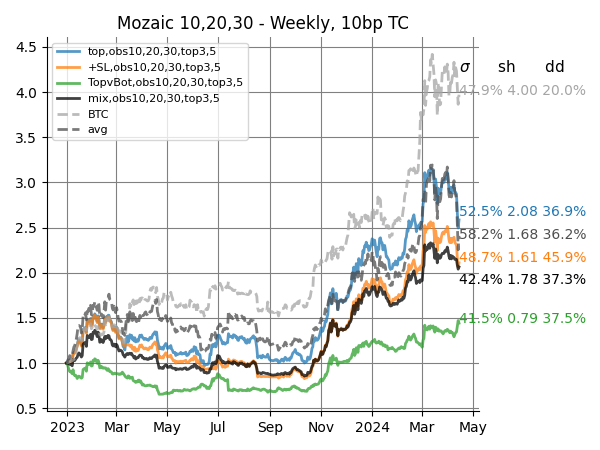 Mozaic 10,20,30 - Weekly, 10bp TC
4.5
4.0
3.5
3.0
2.5
2.0
1.5
1.0
0.5
top,obs10,20,30,top3,5
+SL,obs10,20,30,top3,5
TopvBot,obs10,20,30,top3,5
mix,obs10,20,30,top3,5
BTC
avg
σ sh dd
47.9% 4.00 20.0%
52.5% 2.08 36.9%
58.2% 1.68 36.2%
48.7% 1.61 45.9%
42.4% 1.78 37.3%
41.5% 0.79 37.5%
2023 Mar May Jul Sep Nov 2024 Mar May